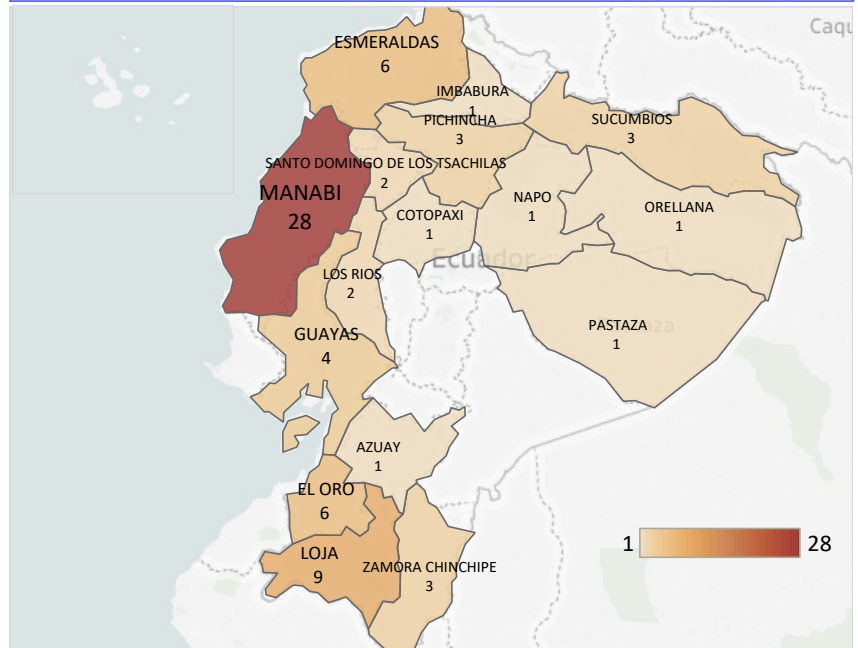 Caqu
ESMERALDAS
6
IMBABURA
1
PICHINCHA
3
SUCUMBIOS
3
SANTO DOMINGO DE LOS TSACHILAS
2
MANABI
28
COTOPAXI
1
NAPO
1
ORELLANA
1
Ecuador
LOS RIOS
2
GUAYAS
4
PASTAZA
1
AZUAY
1
EL ORO
6
LOJA
9
ZAMORA CHINCHIPE
3
1 28